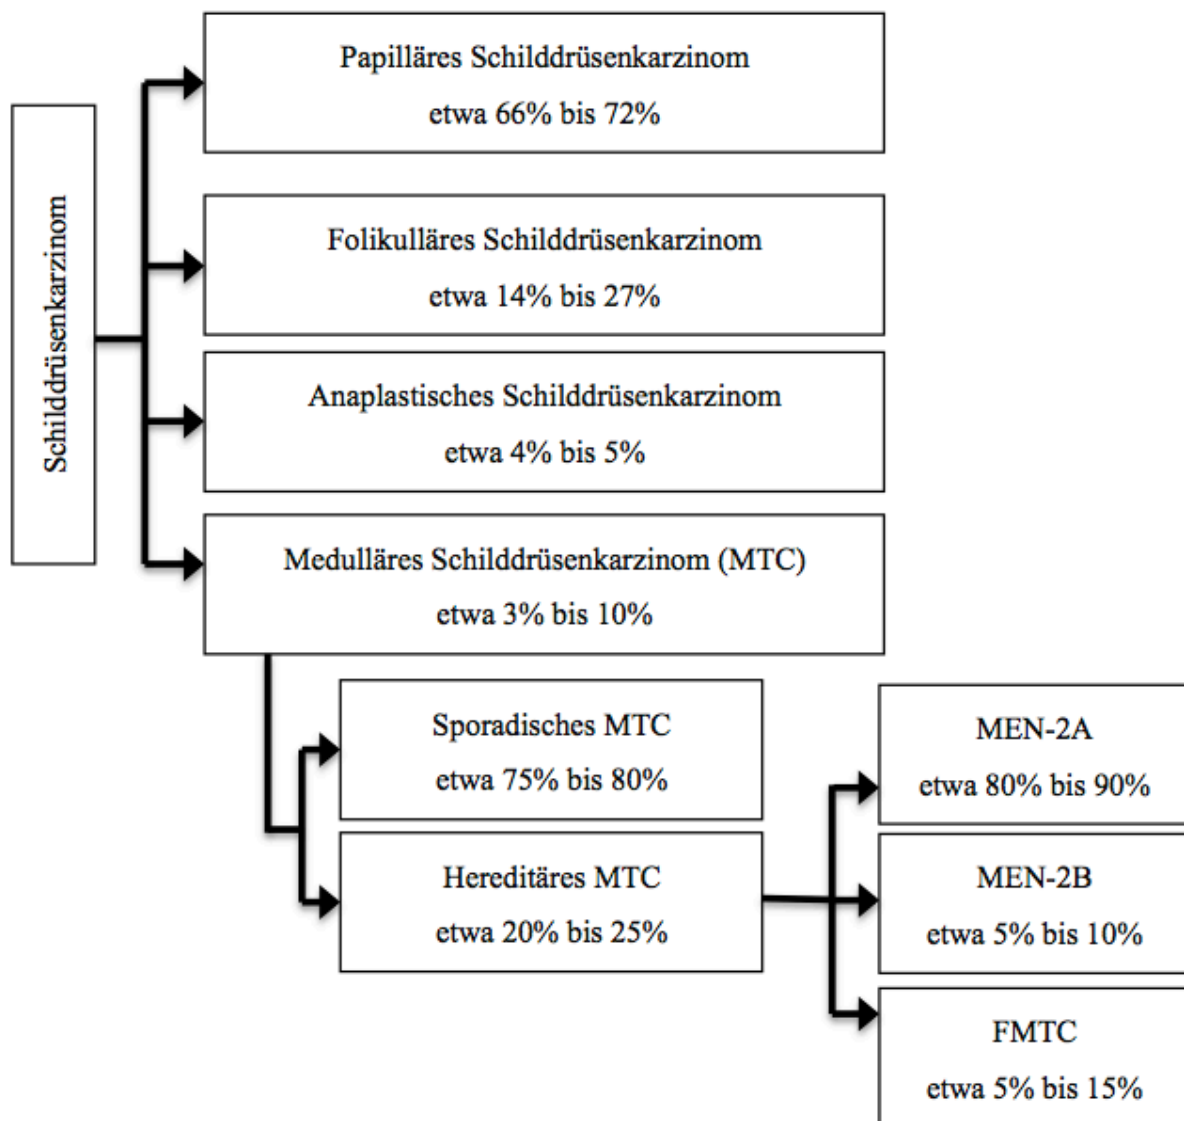 Schilddrüsenkarzinom
Papilläres Schilddrüsenkarzinom
etwa 66% bis 72%
Folikulläres Schilddrüsenkarzinom
etwa 14% bis 27%
Anaplastisches Schilddrüsenkarzinom
etwa 4% bis 5%
Medulläres Schilddrüsenkarzinom (MTC)
etwa 3% bis 10%
Sporadisches MTC
etwa 75% bis 80%
Hereditäres MTC
etwa 20% bis 25%
MEN-2A
etwa 80% bis 90%
MEN-2B
etwa 5% bis 10%
FMTC
etwa 5% bis 15%